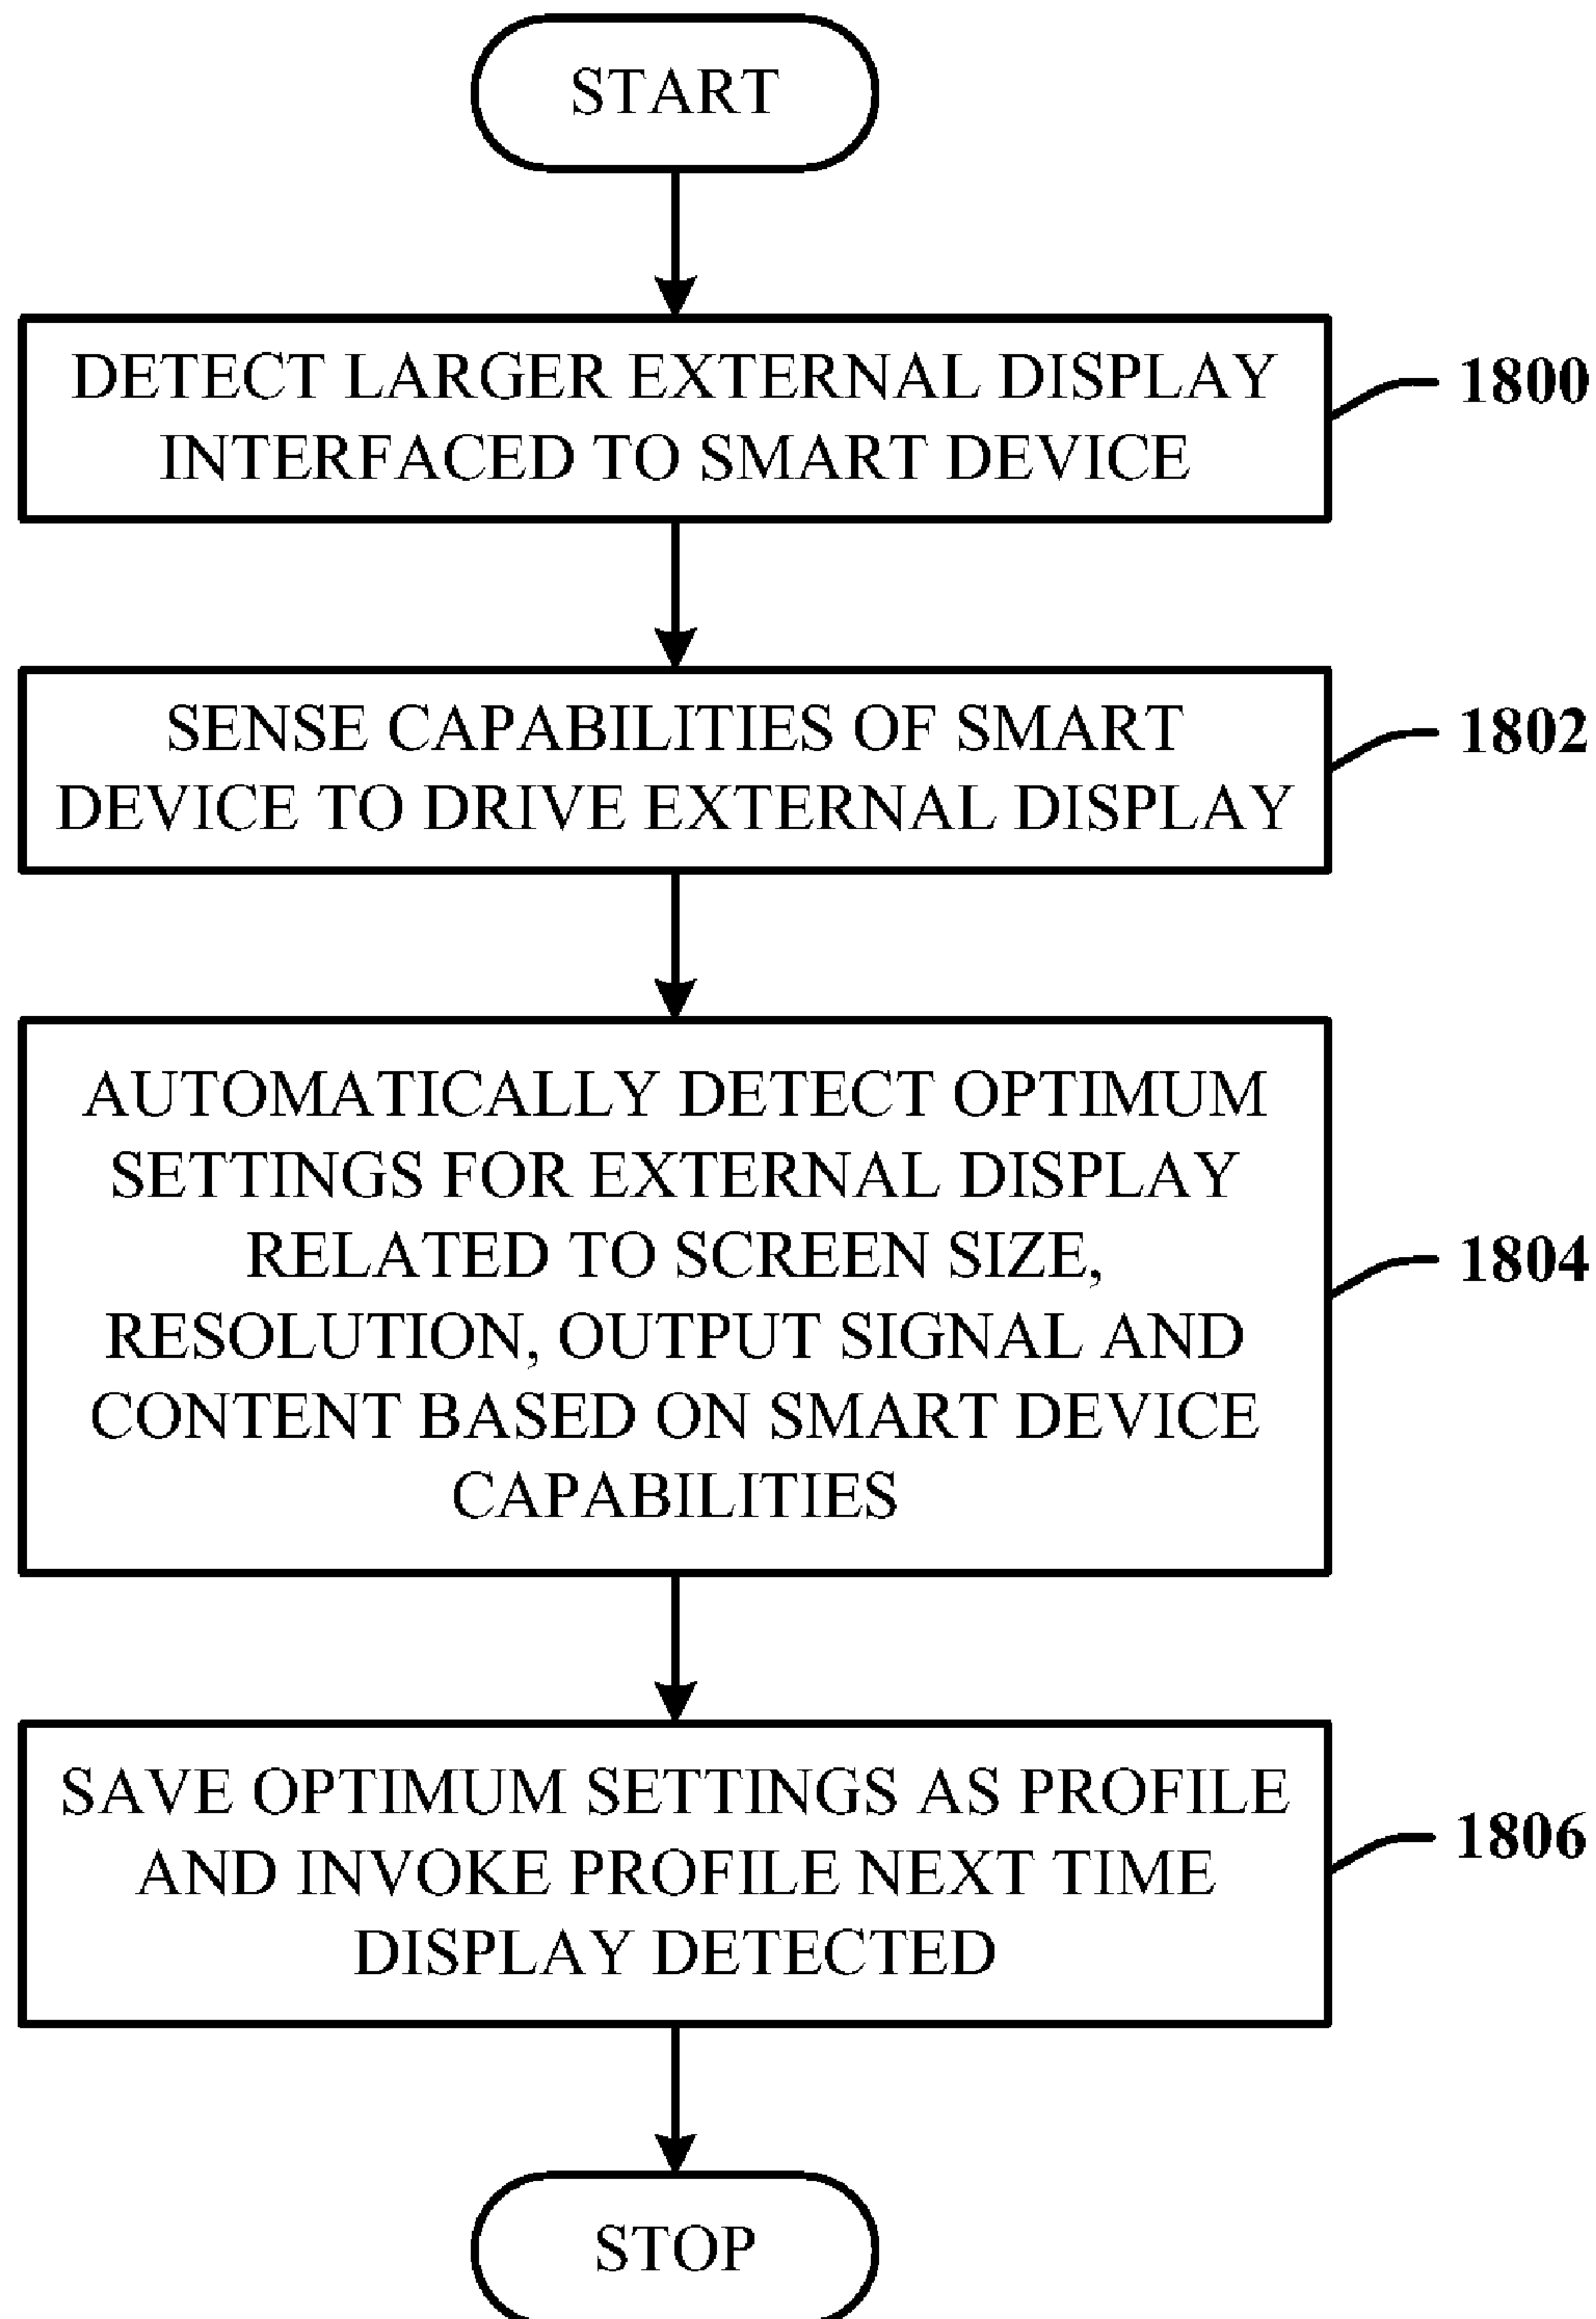 START
DETECT LARGER EXTERNAL DISPLAY
INTERFACED TO SMART DEVICE
1800
SENSE CAPABILITIES OF SMART
DEVICE TO DRIVE EXTERNAL DISPLAY
1802
AUTOMATICALLY DETECT OPTIMUM
SETTINGS FOR EXTERNAL DISPLAY
RELATED TO SCREEN SIZE,
RESOLUTION, OUTPUT SIGNAL AND
CONTENT BASED ON SMART DEVICE
CAPABILITIES
1804
SAVE OPTIMUM SETTINGS AS PROFILE
AND INVOKE PROFILE NEXT TIME
DISPLAY DETECTED
1806
STOP